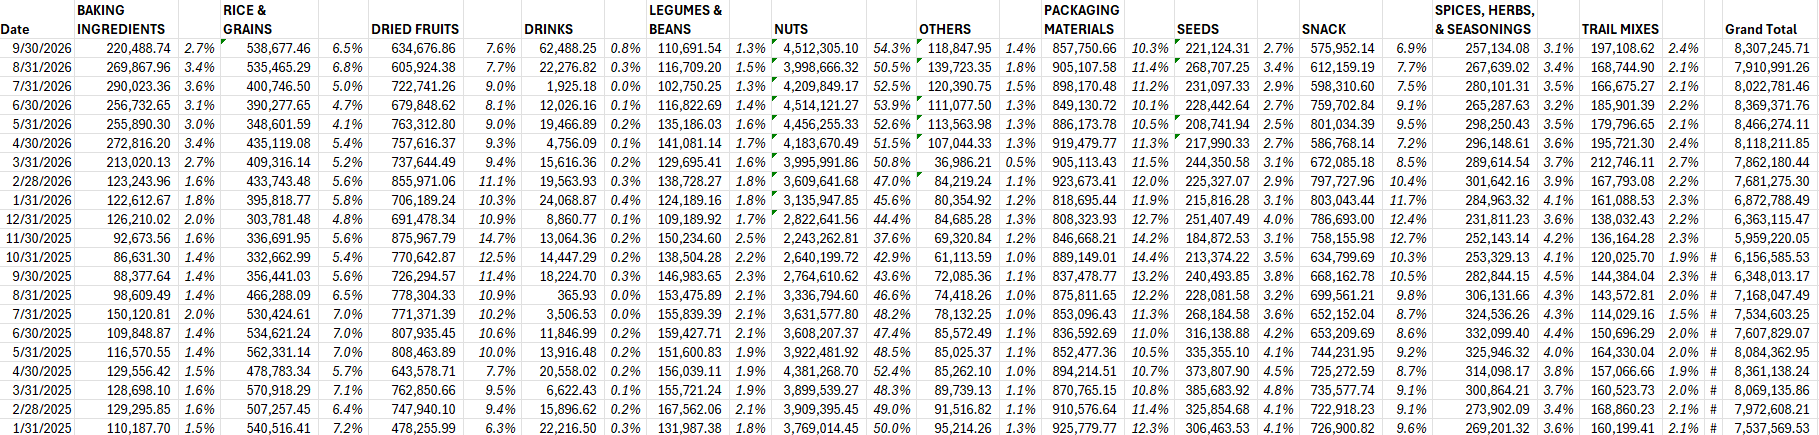 BAKING RICE & LEGUMES & PACKAGING SPICES, HERBS,
Date INGREDIENTS GRAINS DRIED FRUITS DRINKS BEANS NUTS OTHERS MATERIALS SEEDS SNACK & SEASONINGS TRAIL MIXES Grand Total
9/30/2026 220,488.74 2.7% 538,677.46 6.5% 634,676.86 7.6% 62,488.25 0.8% 110,691.54 1.3% 4,512,305.10 54.3% 118,847.95 1.4% 857,750.66 10.3% 221,124.31 2.7% 575,952.14 6.9% 257,134.08 3.1% 197,108.62 2.4% 8,307,245.71
8/31/2026 269,867.96 3.4% 535,465.29 6.8% 605,924.38 7.7% 22,276.82 0.3% 116,709.20 1.5% 3,998,666.32 50.5% 139,723.35 1.8% 905,107.58 11.4% 268,707.25 3.4% 612,159.19 7.7% 267,639.02 3.4% 168,744.90 2.1% 7,910,991.26
7/31/2026 290,023.36 3.6% 400,746.50 5.0% 722,741.26 9.0% 1,925.18 0.0% 102,750.25 1.3% 4,209,849.17 52.5% 120,390.75 1.5% 898,170.48 11.2% 231,097.33 2.9% 598,310.60 7.5% 280,101.31 3.5% 166,675.27 2.1% 8,022,781.46
6/30/2026 256,732.65 3.1% 390,277.65 4.7% 679,848.62 8.1% 12,026.16 0.1% 116,822.69 1.4% 4,514,121.27 53.9% 111,077.50 1.3% 849,130.72 10.1% 228,442.64 2.7% 759,702.84 9.1% 265,287.63 3.2% 185,901.39 2.2% 8,369,371.76
5/31/2026 255,890.30 3.0% 348,601.59 4.1% 763,312.80 9.0% 19,466.89 0.2% 135,186.03 1.6% 4,456,255.33 52.6% 113,563.98 1.3% 886,173.78 10.5% 208,741.94 2.5% 801,034.39 9.5% 298,250.43 3.5% 179,796.65 2.1% 8,466,274.11
4/30/2026 272,816.20 3.4% 435,119.08 5.4% 757,616.37 9.3% 4,756.09 0.1% 141,081.14 1.7% 4,183,670.49 51.5% 107,044.33 1.3% 919,479.77 11.3% 217,990.33 2.7% 586,768.14 7.2% 296,148.61 3.6% 195,721.30 2.4% 8,118,211.85
3/31/2026 213,020.13 2.7% 409,316.14 5.2% 737,644.49 9.4% 15,616.36 0.2% 129,695.41 1.6% 3,995,991.86 50.8% 36,986.21 0.5% 905,113.43 11.5% 244,350.58 3.1% 672,085.18 8.5% 289,614.54 3.7% 212,746.11 2.7% 7,862,180.44
2/28/2026 123,243.96 1.6% 433,743.48 5.6% 855,971.06 11.1% 19,563.93 0.3% 138,728.27 1.8% 3,609,641.68 47.0% 84,219.24 1.1% 923,673.41 12.0% 225,327.07 2.9% 797,727.96 10.4% 301,642.16 3.9% 167,793.08 2.2% 7,681,275.30
1/31/2026 122,612.67 1.8% 395,818.77 5.8% 706,189.24 10.3% 24,068.87 0.4% 124,189.16 1.8% 3,135,947.85 45.6% 80,354.92 1.2% 818,695.44 11.9% 215,816.28 3.1% 803,043.44 11.7% 284,963.32 4.1% 161,088.53 2.3% 6,872,788.49
12/31/2025 126,210.02 2.0% 303,781.48 4.8% 691,478.34 10.9% 8,860.77 0.1% 109,189.92 1.7% 2,822,641.56 44.4% 84,685.28 1.3% 808,323.93 12.7% 251,407.49 4.0% 786,693.00 12.4% 231,811.23 3.6% 138,032.43 2.2% 6,363,115.47
11/30/2025 92,673.56 1.6% 336,691.95 5.6% 875,967.79 14.7% 13,064.36 0.2% 150,234.60 2.5% 2,243,262.81 37.6% 69,320.84 1.2% 846,668.21 14.2% 184,872.53 3.1% 758,155.98 12.7% 252,143.14 4.2% 136,164.28 2.3% 5,959,220.05
10/31/2025 86,631.30 1.4% 332,662.99 5.4% 770,642.87 12.5% 14,447.29 0.2% 138,504.28 2.2% 2,640,199.72 42.9% 61,113.59 1.0% 889,149.01 14.4% 213,374.22 3.5% 634,799.69 10.3% 253,329.13 4.1% 120,025.70 1.9% # 6,156,585.53
9/30/2025 88,377.64 1.4% 356,441.03 5.6% 726,294.57 11.4% 18,224.70 0.3% 146,983.65 2.3% 2,764,610.62 43.6% 72,085.36 1.1% 837,478.77 13.2% 240,493.85 3.8% 668,162.78 10.5% 282,844.15 4.5% 144,384.04 2.3% # 6,348,013.17
8/31/2025 98,609.49 1.4% 466,288.09 6.5% 778,304.33 10.9% 365.93 0.0% 153,475.89 2.1% 3,336,794.60 46.6% 74,418.26 1.0% 875,811.65 12.2% 228,081.58 3.2% 699,561.21 9.8% 306,131.66 4.3% 143,572.81 2.0% # 7,168,047.49
7/31/2025 150,120.81 2.0% 530,424.61 7.0% 771,371.39 10.2% 3,506.53 0.0% 155,839.39 2.1% 3,631,577.80 48.2% 78,132.25 1.0% 853,096.43 11.3% 268,184.58 3.6% 652,152.04 8.7% 324,536.26 4.3% 114,029.16 1.5% # 7,534,603.25
6/30/2025 109,848.87 1.4% 534,621.24 7.0% 807,935.45 10.6% 11,846.99 0.2% 159,427.71 2.1% 3,608,207.37 47.4% 85,572.49 1.1% 836,592.69 11.0% 316,138.88 4.2% 653,209.69 8.6% 332,099.40 4.4% 150,696.29 2.0% # 7,607,829.07
5/31/2025 116,570.55 1.4% 562,331.14 7.0% 808,463.89 10.0% 13,916.48 0.2% 151,600.83 1.9% 3,922,481.92 48.5% 85,025.37 1.1% 852,477.36 10.5% 335,355.10 4.1% 744,231.95 9.2% 325,946.32 4.0% 164,330.04 2.0% # 8,084,362.95
4/30/2025 129,556.42 1.5% 478,783.34 5.7% 643,578.71 7.7% 20,558.02 0.2% 156,039.11 1.9% 4,381,268.70 52.4% 85,262.10 1.0% 894,214.51 10.7% 373,807.90 4.5% 725,272.59 8.7% 314,098.17 3.8% 157,066.66 1.9% # 8,361,138.24
3/31/2025 128,698.10 1.6% 570,918.29 7.1% 762,850.66 9.5% 6,622.43 0.1% 155,721.24 1.9% 3,899,539.27 48.3% 89,739.13 1.1% 870,765.15 10.8% 385,683.92 4.8% 735,577.74 9.1% 300,864.21 3.7% 160,523.73 2.0% # 8,069,135.86
2/28/2025 129,295.85 1.6% 507,257.45 6.4% 747,940.10 9.4% 15,896.62 0.2% 167,562.06 2.1% 3,909,395.45 49.0% 91,516.82 1.1% 910,576.64 11.4% 325,854.68 4.1% 722,918.23 9.1% 273,902.09 3.4% 168,860.23 2.1% # 7,972,608.21
1/31/2025 110,187.70 1.5% 540,516.41 7.2% 478,255.99 6.3% 22,216.50 0.3% 131,987.38 1.8% 3,769,014.45 50.0% 95,214.26 1.3% 925,779.77 12.3% 306,463.53 4.1% 726,900.82 9.6% 269,201.32 3.6% 160,199.41 2.1% # 7,537,569.53